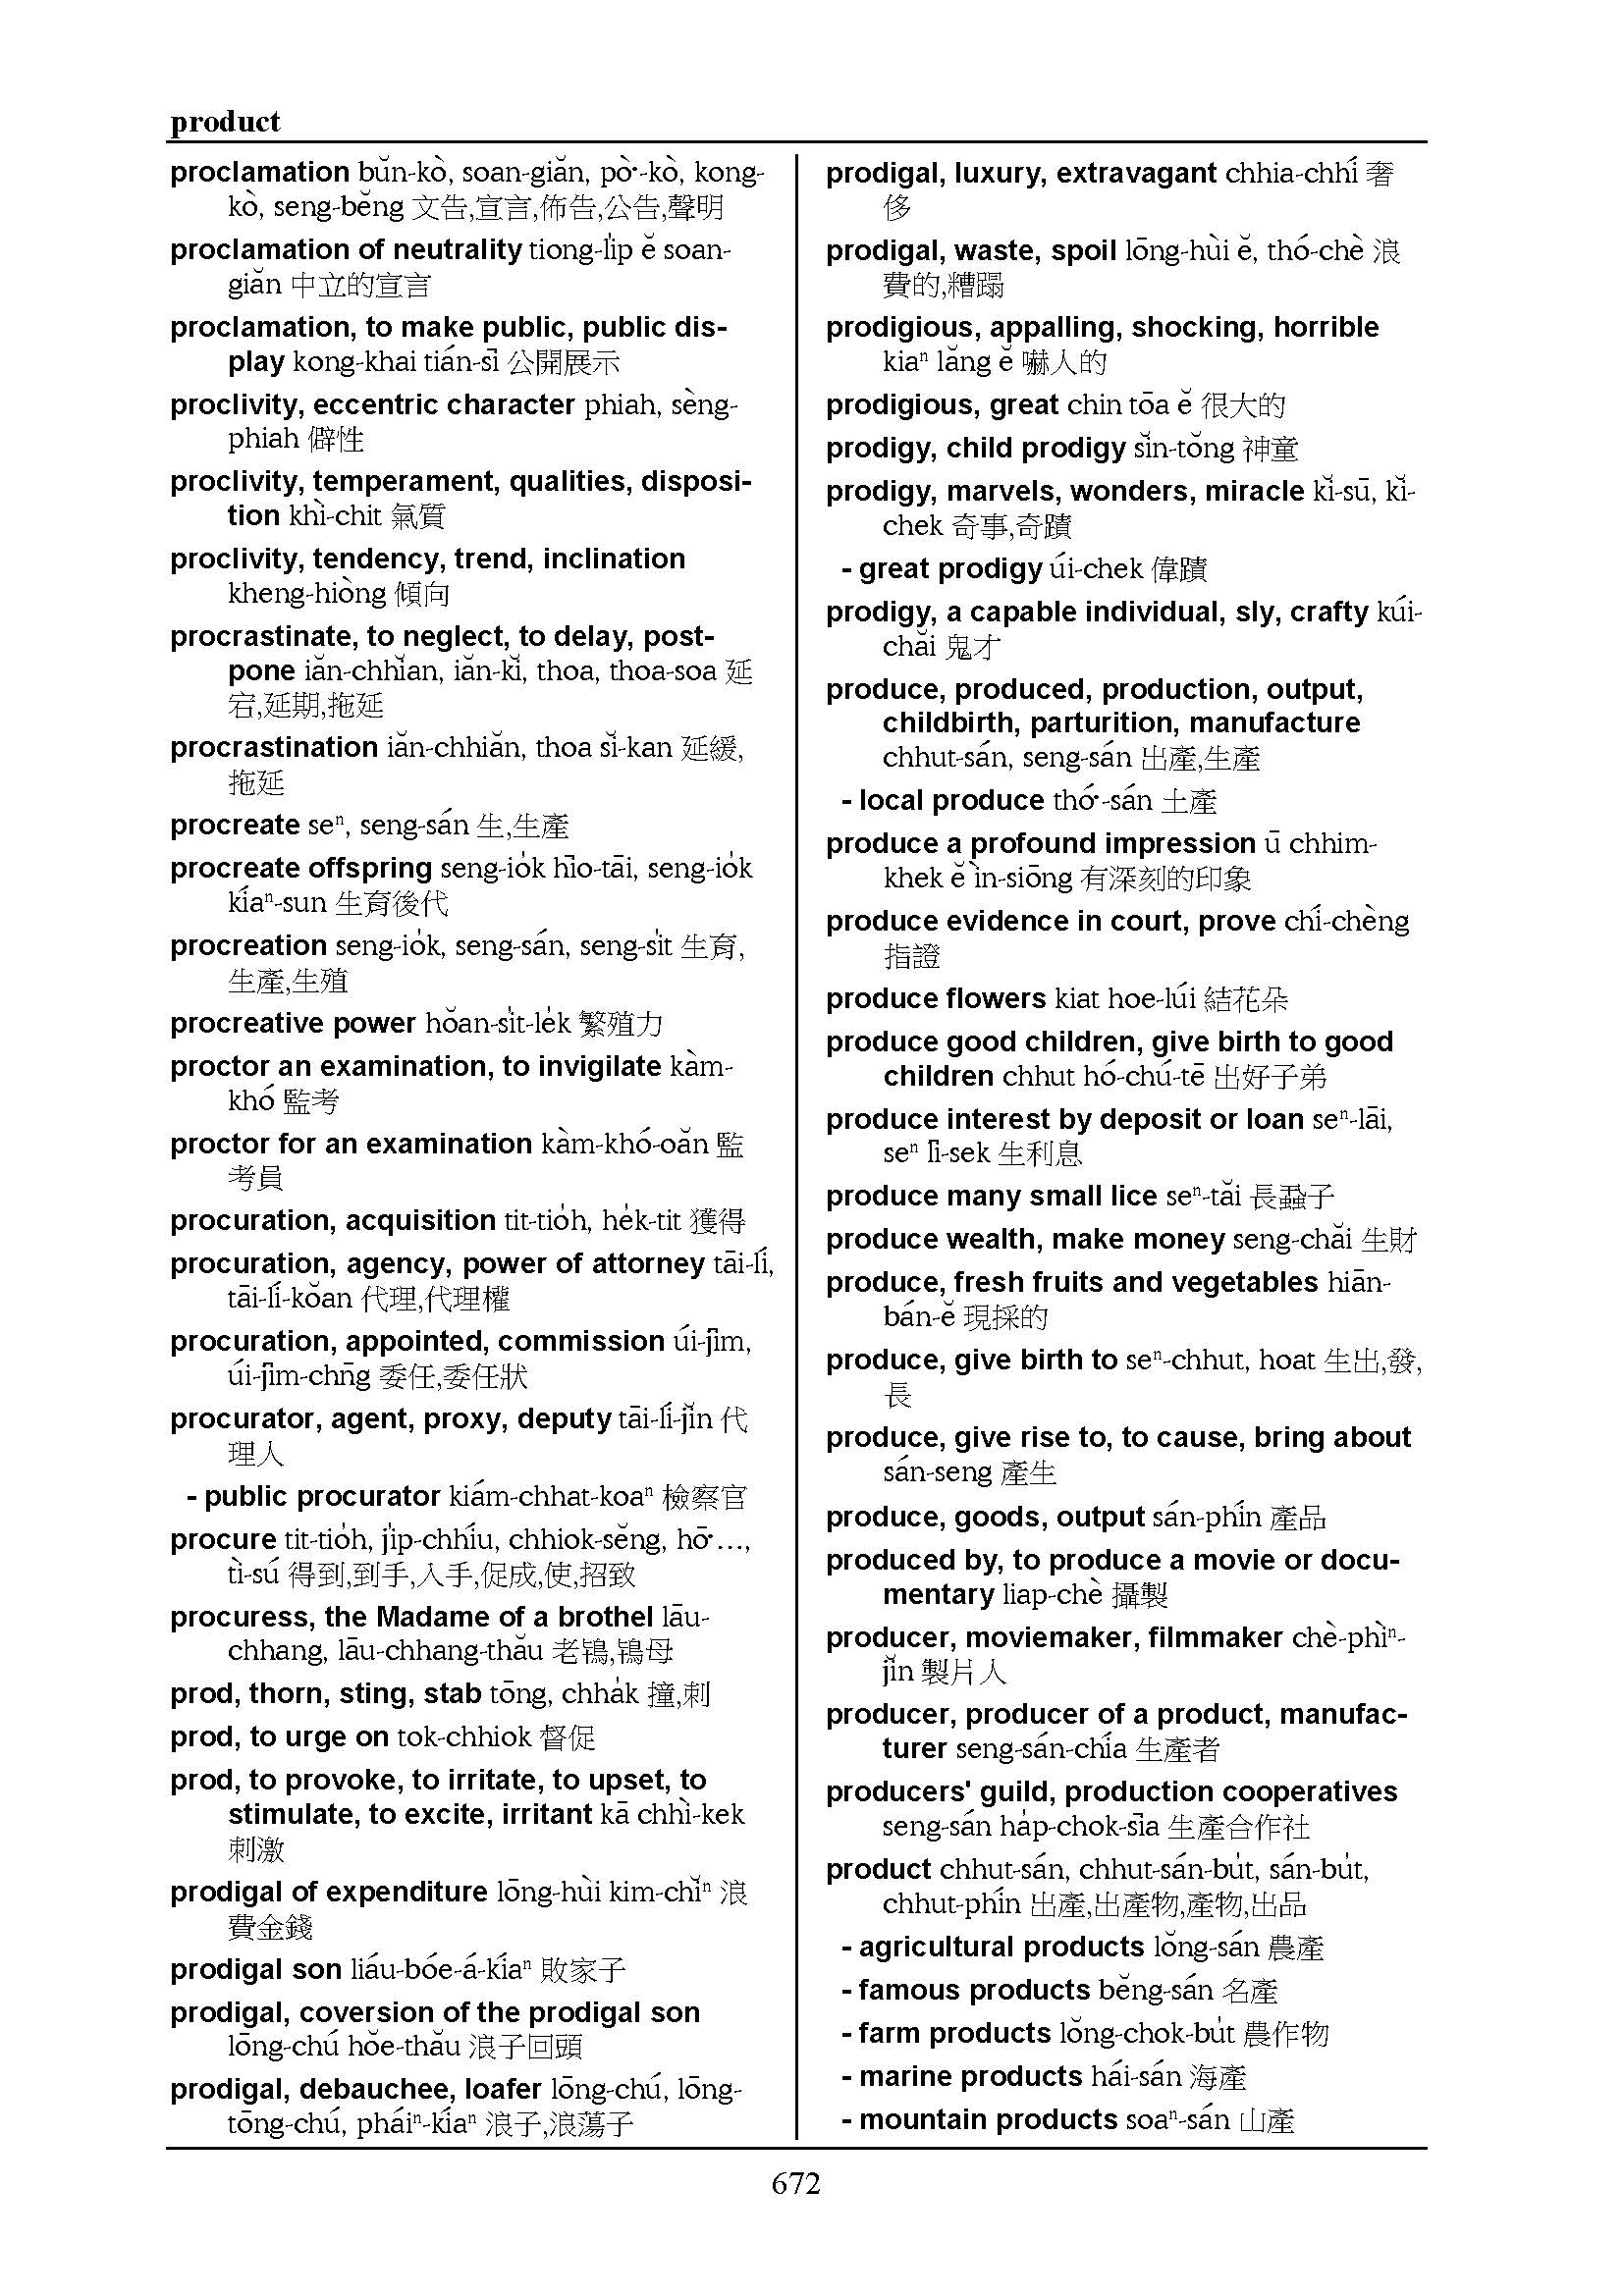 product
proclamation bŭn-kò, soan-giăn, pò͘-kò, kong-
kò, seng-bĕng 文告,宣言,佈告,公告,聲明
proclamation of neutrality tiong-li̍p ĕ soan-
giăn 中立的宣言
proclamation, to make public, public dis-
play kong-khai tián-sī 公開展示
proclivity, eccentric character phiah, sèng-
phiah 僻性
proclivity, temperament, qualities, disposi-
tion khì-chit 氣質
proclivity, tendency, trend, inclination
kheng-hiòng 傾向
procrastinate, to neglect, to delay, post-
pone iăn-chhĭan, iăn-kĭ, thoa, thoa-soa 延
宕,延期,拖延
procrastination iăn-chhiăn, thoa sĭ-kan 延緩,
拖延
procreate seⁿ, seng-sán 生,生產
procreate offspring seng-io̍k hīo-tāi, seng-io̍k
kíaⁿ-sun 生育後代
procreation seng-io̍k, seng-sán, seng-si̍t 生育,
生產,生殖
procreative power hŏan-si̍t-le̍k 繁殖力
proctor an examination, to invigilate kàm-
khó 監考
proctor for an examination kàm-khó-oăn 監
考員
procuration, acquisition tit-tio̍h, he̍k-tit 獲得
procuration, agency, power of attorney tāi-lí,
tāi-lí-kŏan 代理,代理權
procuration, appointed, commission úi-jīm,
úi-jīm-chn̄g 委任,委任狀
procurator, agent, proxy, deputy tāi-lí-jĭn 代
理人
- public procurator kiám-chhat-koaⁿ 檢察官
procure tit-tio̍h, ji̍p-chhíu, chhiok-sĕng, hō͘ …,
tì-sú 得到,到手,入手,促成,使,招致
procuress, the Madame of a brothel lāu-
chhang, lāu-chhang-thău 老鴇,鴇母
prod, thorn, sting, stab tōng, chha̍k 撞,刺
prod, to urge on tok-chhiok 督促
prod, to provoke, to irritate, to upset, to
stimulate, to excite, irritant kā chhì-kek
刺激
prodigal of expenditure lōng-hùi kim-chĭⁿ 浪
費金錢
prodigal son liáu-bóe-á-kíaⁿ 敗家子
prodigal, coversion of the prodigal son
lōng-chú hŏe-thău 浪子回頭
prodigal, debauchee, loafer lōng-chú, lōng-
tōng-chú, pháiⁿ-kíaⁿ 浪子,浪蕩子
prodigal, luxury, extravagant chhia-chhí 奢
侈
prodigal, waste, spoil lōng-hùi ĕ, thó-chè 浪
費的,糟蹋
prodigious, appalling, shocking, horrible
kiaⁿ lăng ĕ 嚇人的
prodigious, great chin tōa ĕ 很大的
prodigy, child prodigy sĭn-tŏng 神童
prodigy, marvels, wonders, miracle kĭ-sū, kĭ-
chek 奇事,奇蹟
- great prodigy úi-chek 偉蹟
prodigy, a capable individual, sly, crafty kúi-
chăi 鬼才
produce, produced, production, output,
childbirth, parturition, manufacture
chhut-sán, seng-sán 出產,生產
- local produce thó͘-sán 土產
produce a profound impression ū chhim-
khek ĕ ìn-siōng 有深刻的印象
produce evidence in court, prove chí-chèng
指證
produce flowers kiat hoe-lúi 結花朵
produce good children, give birth to good
children chhut hó-chú-tē 出好子弟
produce interest by deposit or loan seⁿ-lāi,
seⁿ lī-sek 生利息
produce many small lice seⁿ-tăi 長蝨子
produce wealth, make money seng-chăi 生財
produce, fresh fruits and vegetables hiān-
bán-ĕ 現採的
produce, give birth to seⁿ-chhut, hoat 生出,發,
長
produce, give rise to, to cause, bring about
sán-seng 產生
produce, goods, output sán-phín 產品
produced by, to produce a movie or docu-
mentary liap-chè 攝製
producer, moviemaker, filmmaker chè-phìⁿ-
jĭn 製片人
producer, producer of a product, manufac-
turer seng-sán-chía 生產者
producers' guild, production cooperatives
seng-sán ha̍p-chok-sīa 生產合作社
product chhut-sán, chhut-sán-bu̍t, sán-bu̍t,
chhut-phín 出產,出產物,產物,出品
- agricultural products lŏng-sán 農產
- famous products bĕng-sán 名產
- farm products lŏng-chok-bu̍t 農作物
- marine products hái-sán 海產
- mountain products soaⁿ-sán 山產
672